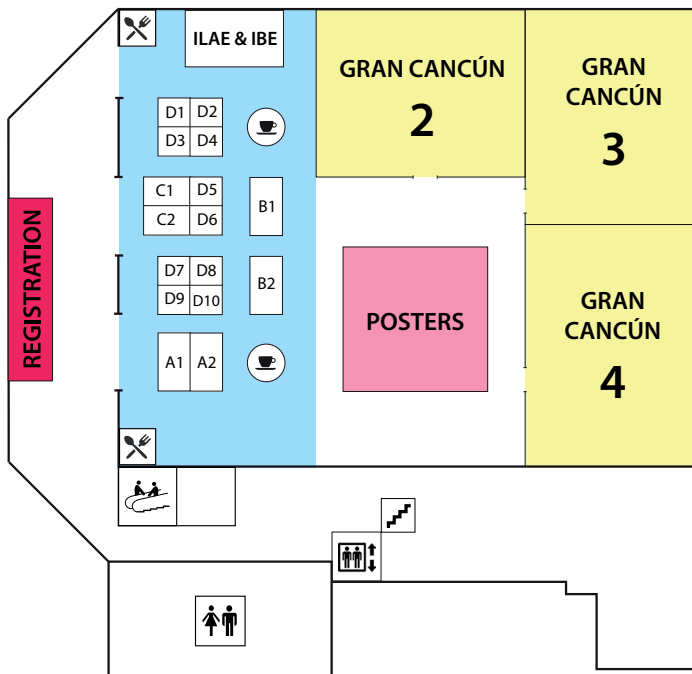 ILAE & IBE
GRAN CANCÚN
2
GRAN
CANCÚN
3
D1 D2
D3 D4
C1 D5
C2 D6
B1
REGISTRATION
D7 D8
D9 D10
B2
POSTERS
GRAN
CANCÚN
4
A1 A2